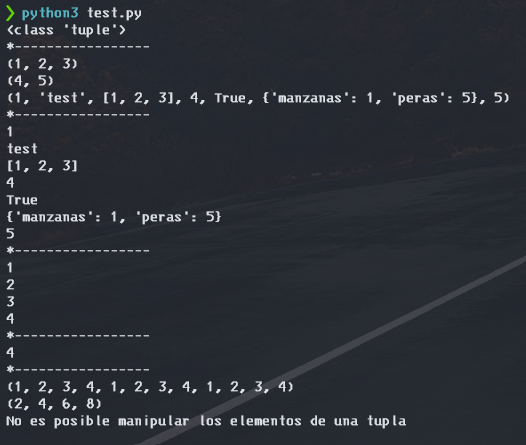 ❯ python3 test.py
<class 'tuple'>
*-----------------
(1, 2, 3)
(4, 5)
(1, 'test', [1, 2, 3], 4, True, {'manzanas': 1, 'peras': 5}, 5)
*-----------------
1
test
[1, 2, 3]
4
True
{'manzanas': 1, 'peras': 5}
5
*-----------------
1
2
3
4
*-----------------
4
*-----------------
(1, 2, 3, 4, 1, 2, 3, 4, 1, 2, 3, 4)
(2, 4, 6, 8)
No es posible manipular los elementos de una tupla